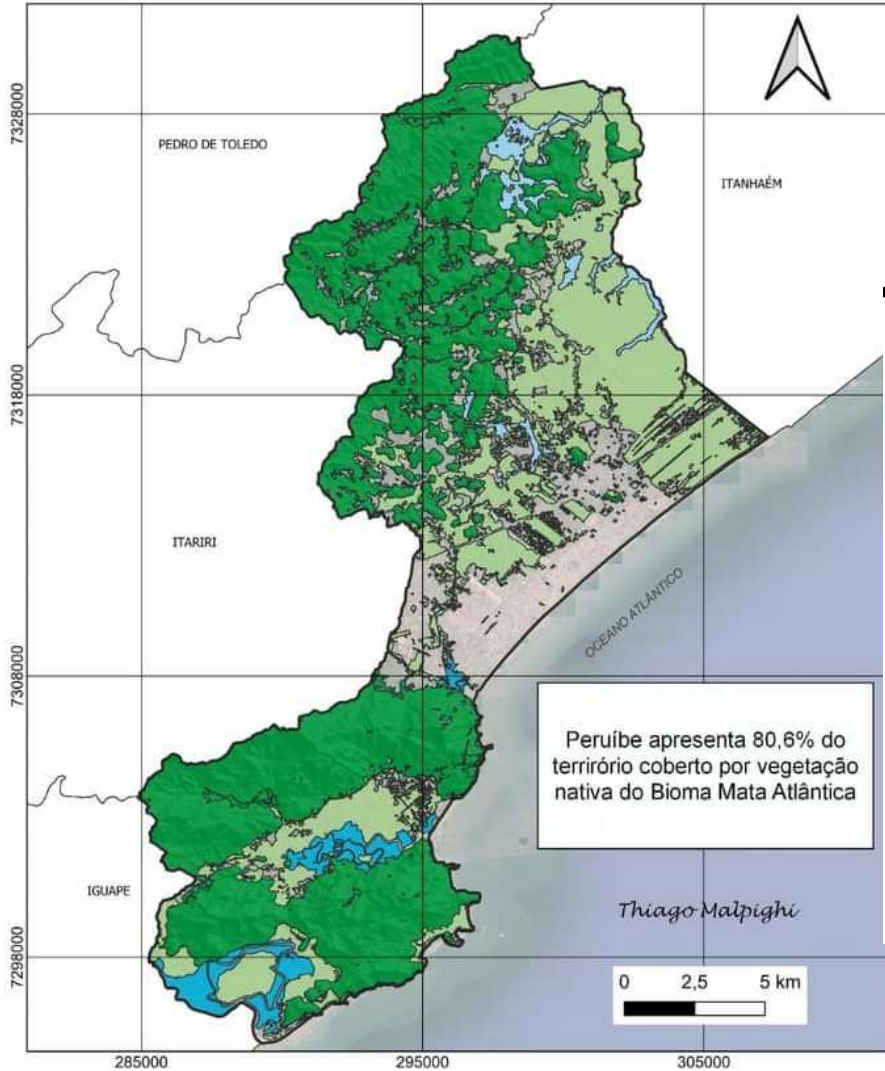 7328000
PEDRO DE TOLEDO
ITANHAÉM
7318000
ITARIRI
OCEANO ATLÂNTICO
7308000
Peruíbe apresenta 80,6% do
terrirório coberto por vegetação
nativa do Bioma Mata Atlântica
IGUAPE
Thiago Malpighi
7298000
0 2,5 5 km
285000 295000 305000